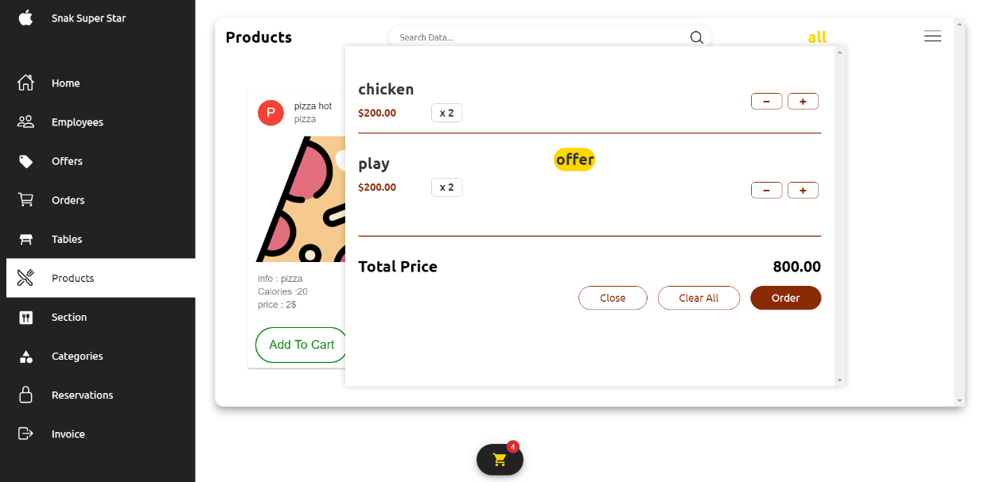 Snak Super Star
Home
Employees
Offers
Orders
Tables
Products
Section
Categories
Reservations
Invoice
Products
Search Data...
all
P
pizza hot
pizza
info : pizza
Calories :20
price : 2$
Add To Cart
chicken
$200.00
x 2
−
+
play
offer
$200.00
x 2
−
+
Total Price
800.00
Close
Clear All
Order
4